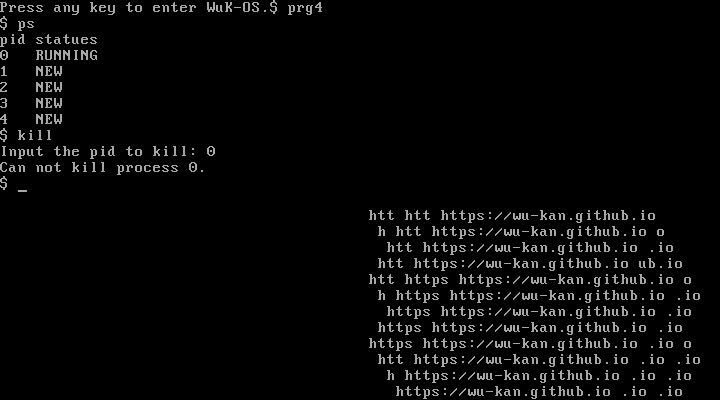 Press any key to enter WuK-OS.$ prg4
$ ps
pid statues
0 RUNNING
1 NEW
2 NEW
3 NEW
4 NEW
$ kill
Input the pid to kill: 0
Can not kill process 0.
$ _
htt htt https://wu-kan.github.io
h htt https://wu-kan.github.io o
htt https://wu-kan.github.io .io
htt https://wu-kan.github.io ub.io
htt https https://wu-kan.github.io o
h https https://wu-kan.github.io .io
https https://wu-kan.github.io .io
https https://wu-kan.github.io .io
https https://wu-kan.github.io .io o
htt https://wu-kan.github.io .io .io
h https://wu-kan.github.io .io .io
https://wu-kan.github.io .io .io